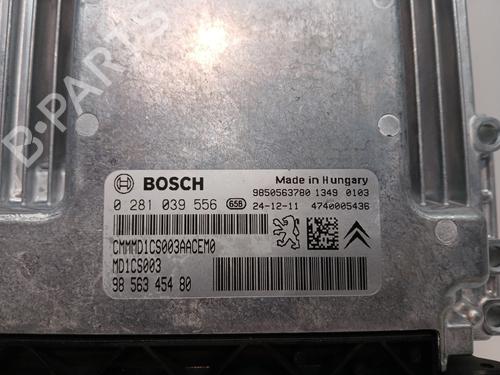 B-PARTS
BOSCH
Made in Hungary
9850563780 1349 0103
0 281 039 556 658 24-12-11 4740005436
CMMMD1CS003AACEM0
MD1CS003
98 563 454 80